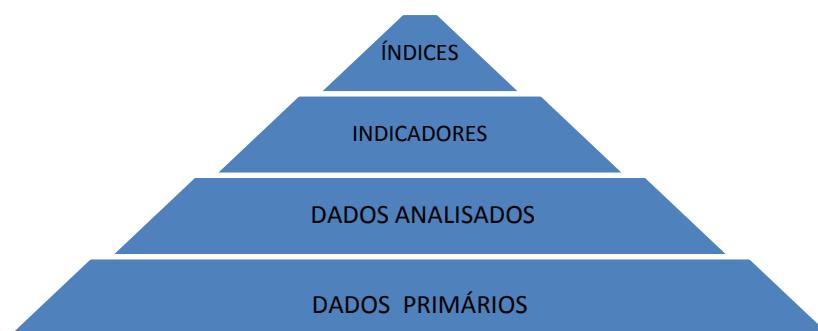 ÍNDICES
INDICADORES
DADOS ANALISADOS
DADOS PRIMÁRIOS